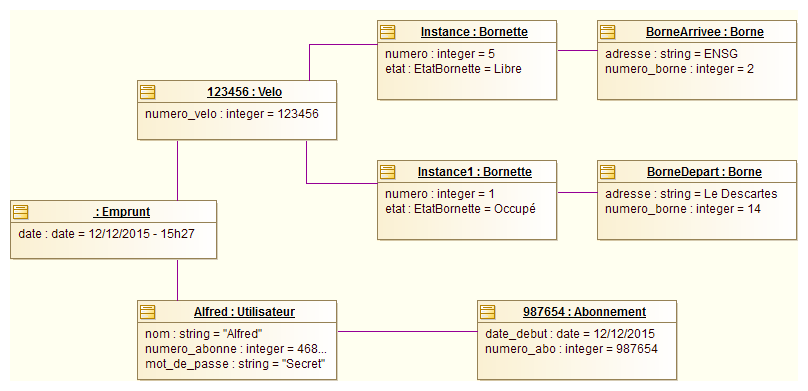 Instance : Bornette
numero : integer = 5
etat : EtatBornette = Libre
BorneArrivee : Borne
adresse : string = ENSG
numero_borne : integer = 2
123456 : Velo
numero_velo : integer = 123456
Instance1 : Bornette
numero : integer = 1
etat : EtatBornette = Occupé
BorneDepart : Borne
adresse : string = Le Descartes
numero_borne : integer = 14
: Emprunt
date : date = 12/12/2015 - 15h27
Alfred : Utilisateur
nom : string = "Alfred"
numero_abonne : integer = 468...
mot_de_passe : string = "Secret"
987654 : Abonnement
date_debut : date = 12/12/2015
numero_abo : integer = 987654